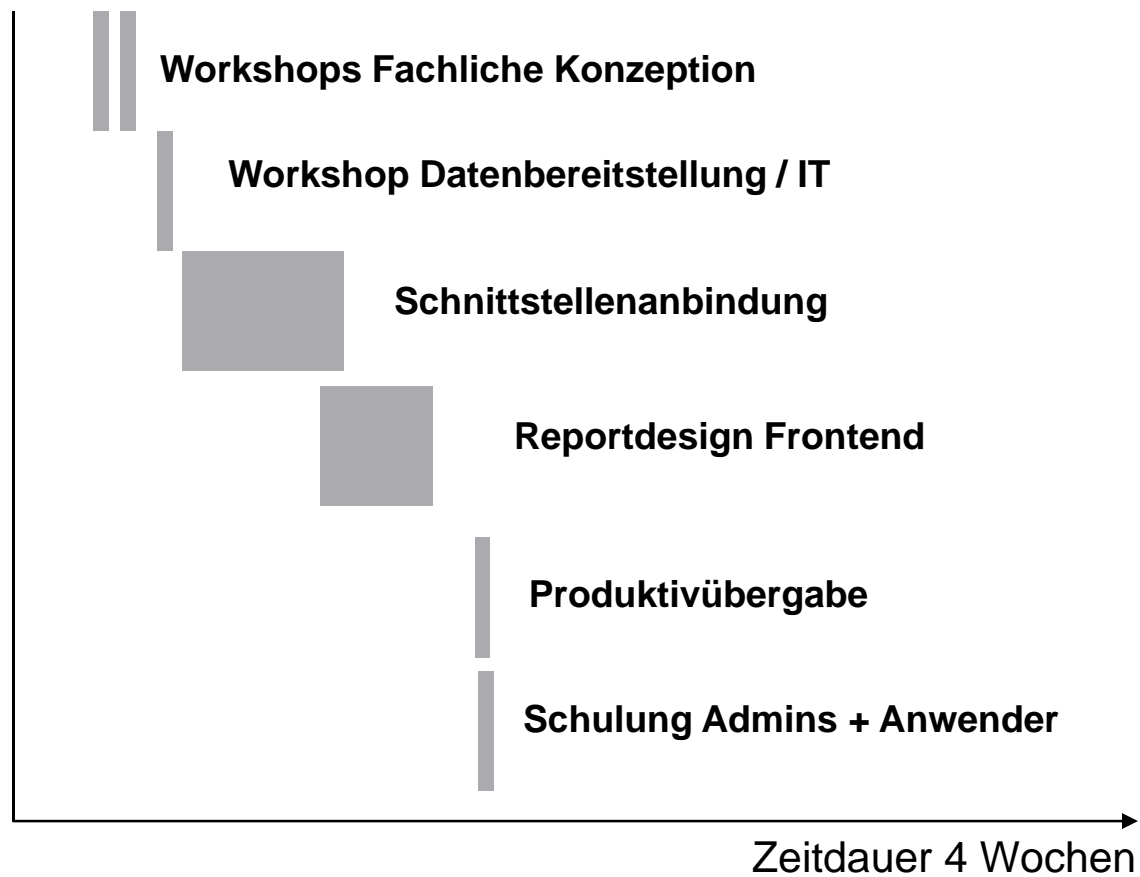 Workshops Fachliche Konzeption
Workshop Datenbereitstellung / IT
Schnittstellenanbindung
Reportdesign Frontend
Produktivübergabe
Schulung Admins + Anwender
Zeitdauer 4 Wochen